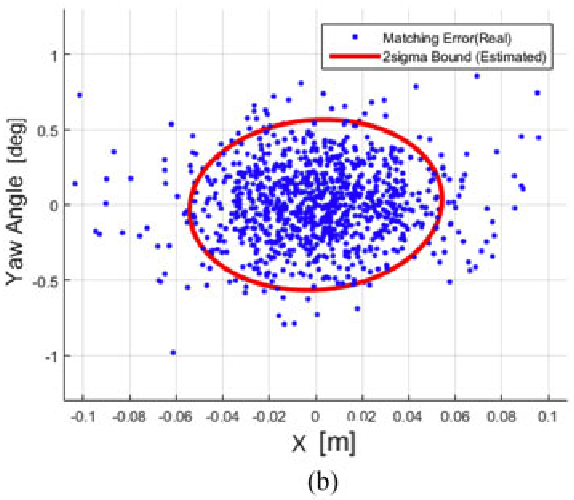 Matching Error(Real)
2sigma Bound (Estimated)
1
0.5
0
-0.5
-1
Yaw Angle [deg]
-0.1 -0.08 -0.06 -0.04 -0.02 0 0.02 0.04 0.06 0.08 0.1
X [m]
(b)